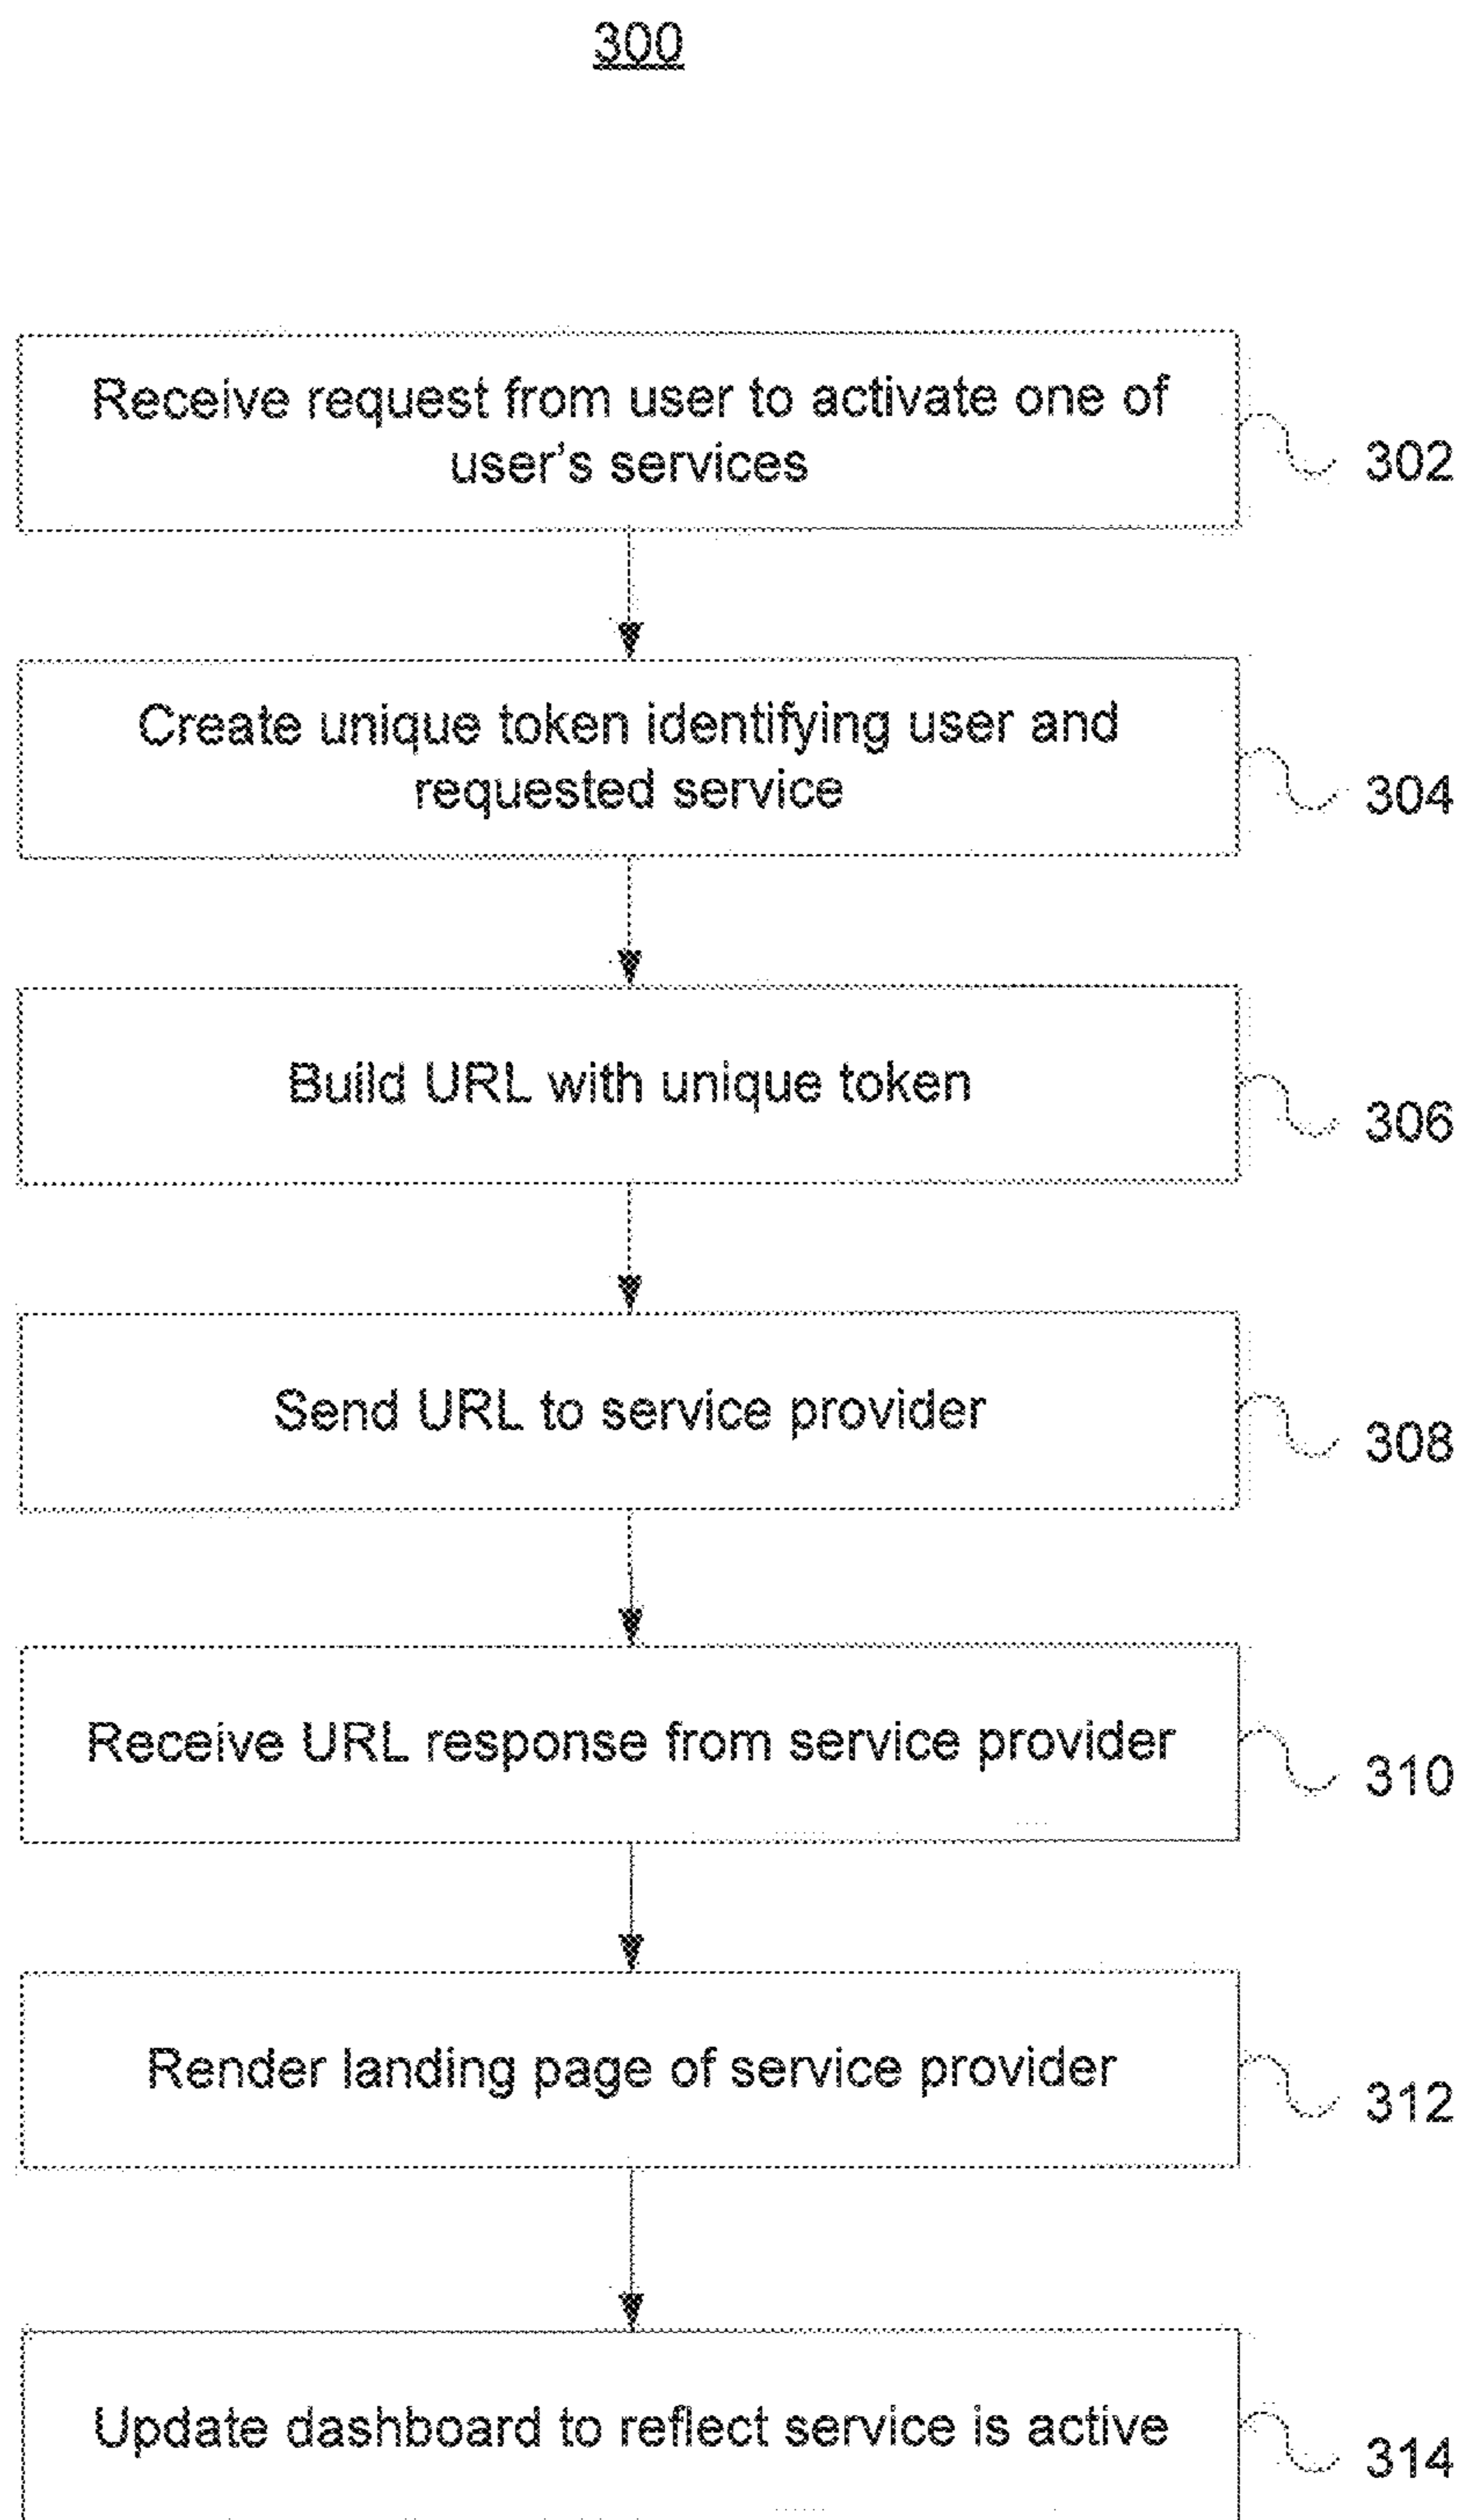 300
Receive request from user to activate one of
user's services
302
Create unique token identifying user and
requested service
304
Build URL with unique token
306
Send URL to service provider
308
Receive URL response from service provider
310
Render landing page of service provider
312
Update dashboard to reflect service is active
314